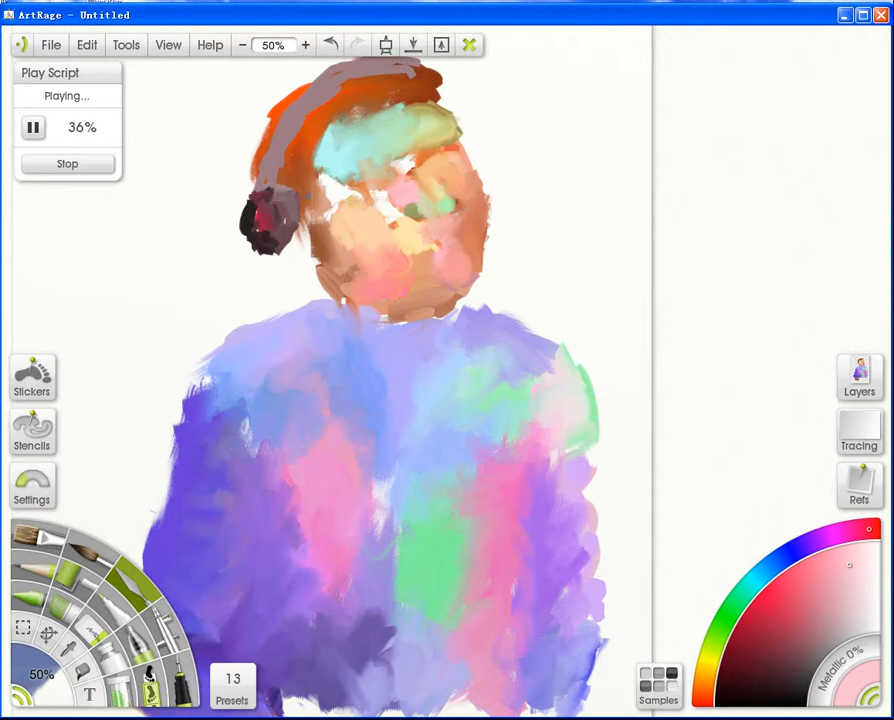 ArtRage - Untitled
File Edit Tools View Help − 50% +
Play Script
Playing...
36%
Stop
Stickers
Stencils
Settings
Layers
Tracing
Refs
50%
T
13
Presets
Samples
Metallic 0%